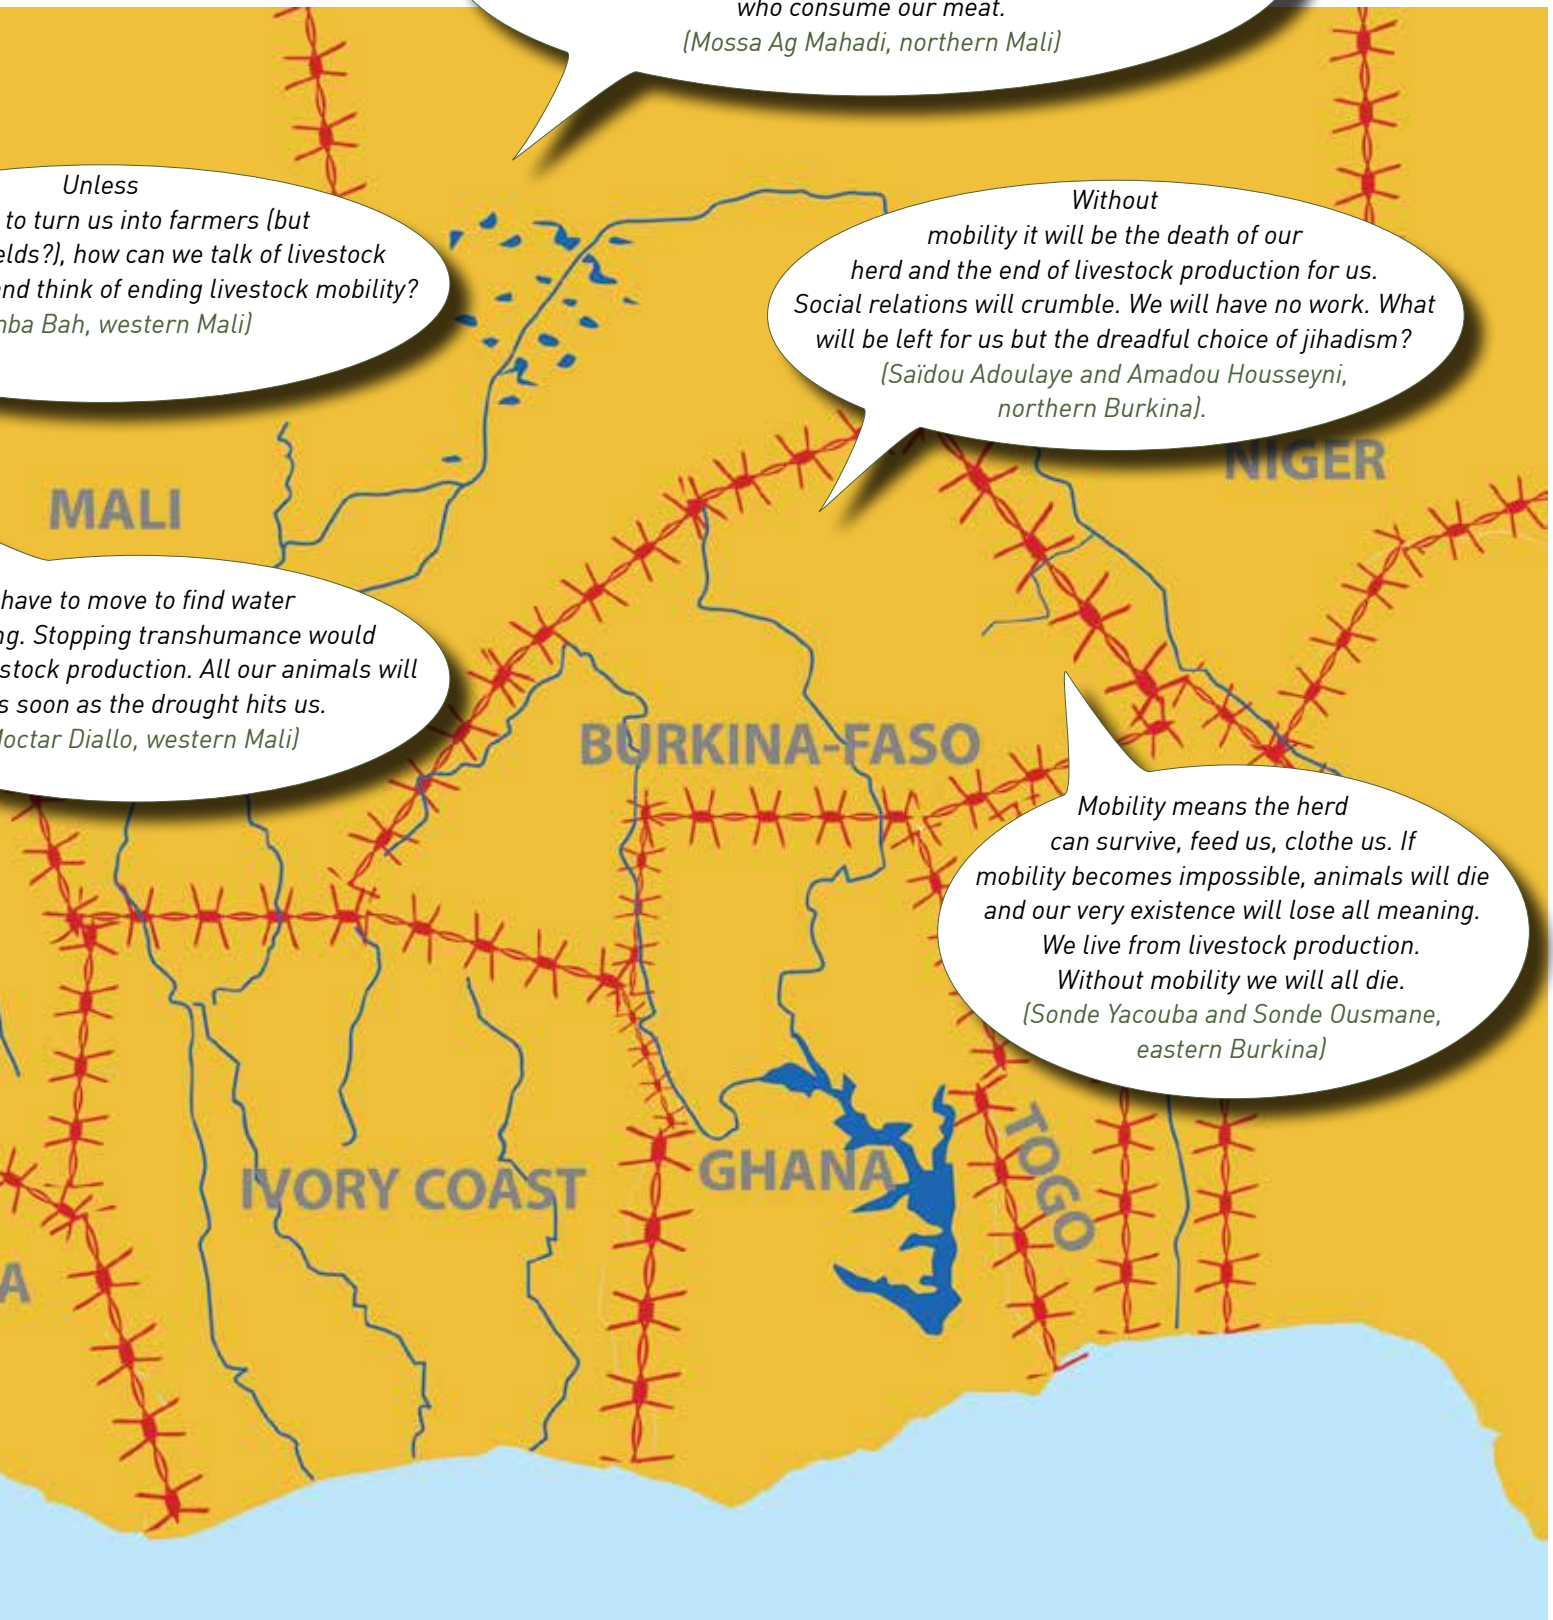 who consume our meat.
(Mossa Ag Mahadi, northern Mali)
Unless
to turn us into farmers (but
how can we talk of livestock
think of ending livestock mobility?
Bah, western Mali)
Without
mobility it will be the death of our
herd and the end of livestock production for us.
Social relations will crumble. We will have no work. What
will be left for us but the dreadful choice of jihadism?
(Saïdou Adoulaye and Amadou Housseyni,
northern Burkina).
NIGER
MALI
have to move to find water
Stopping transhumance would
production. All our animals will
soon as the drought hits us.
Diallo, western Mali)
BURKINA-FASO
Mobility means the herd
can survive, feed us, clothe us. If
mobility becomes impossible, animals will die
and our very existence will lose all meaning.
We live from livestock production.
Without mobility we will all die.
(Sonde Yacouba and Sonde Ousmane,
eastern Burkina)
IVORY COAST
GHANA
TOGO